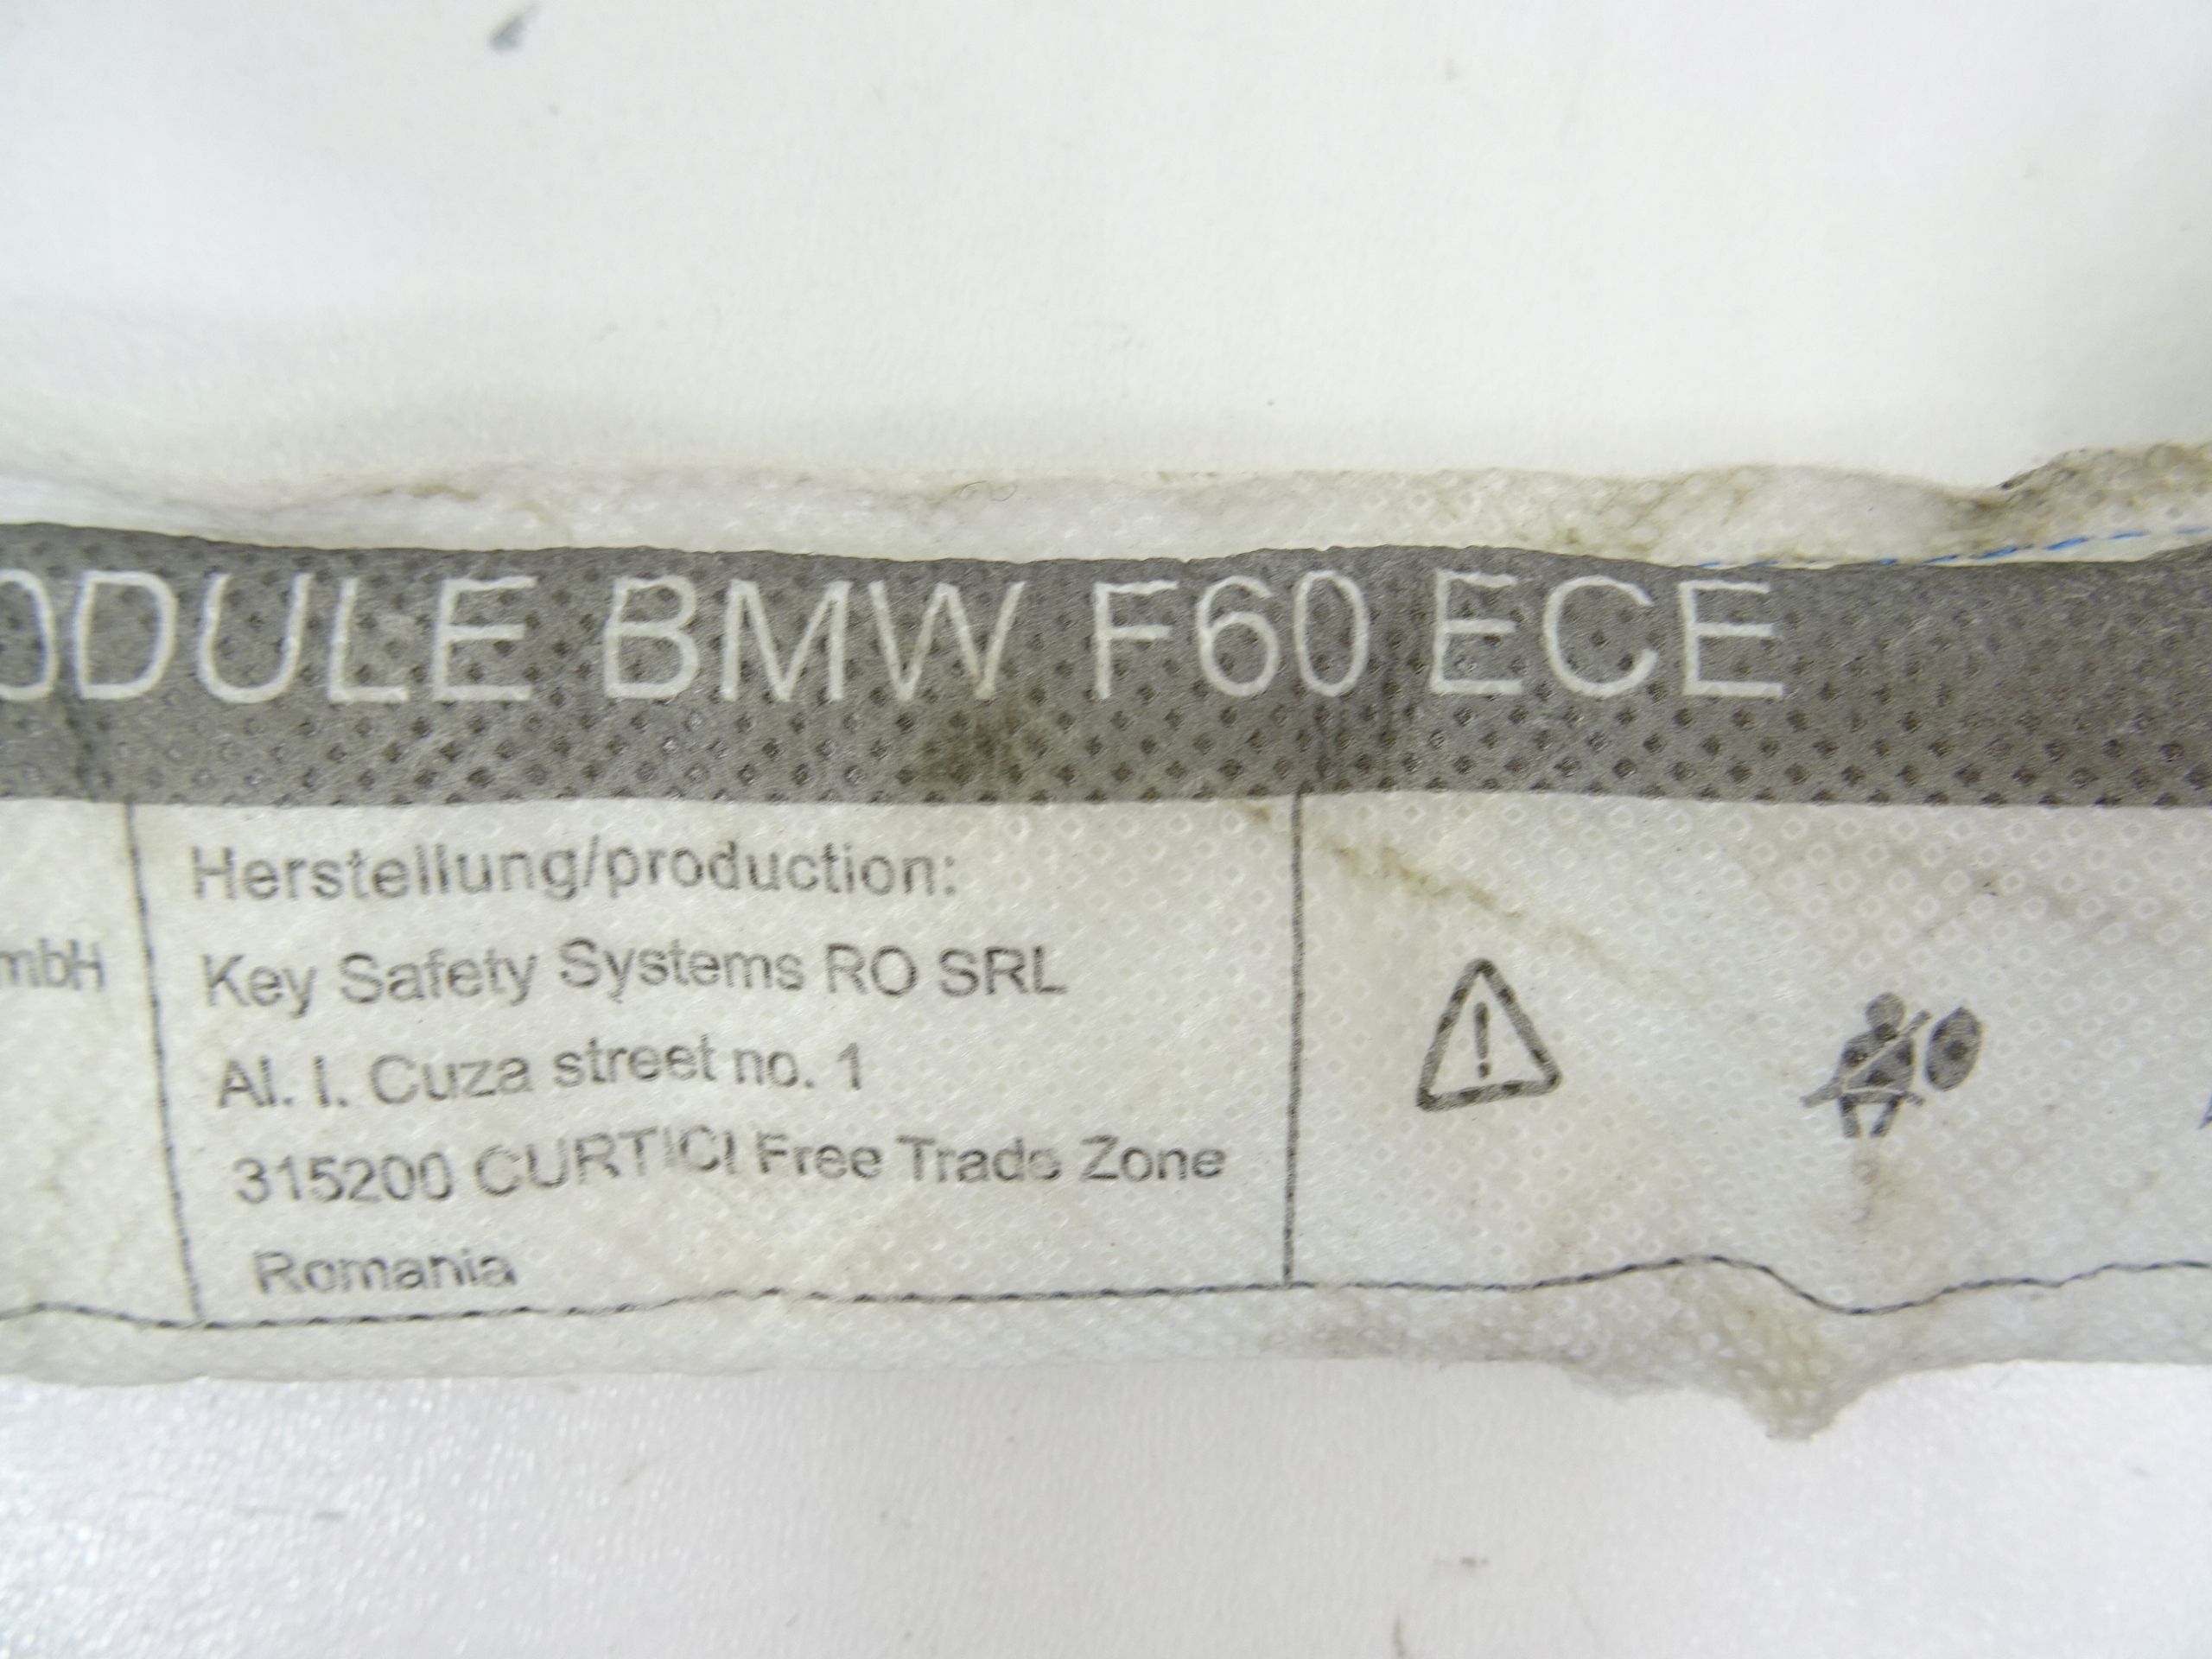 ODULE BMW F60 ECE
mbH
Herstellung/production:
Key Safety Systems RO SRL
Al. I. Cuza street no. 1
315200 CURTICI Free Trade Zone
Romania